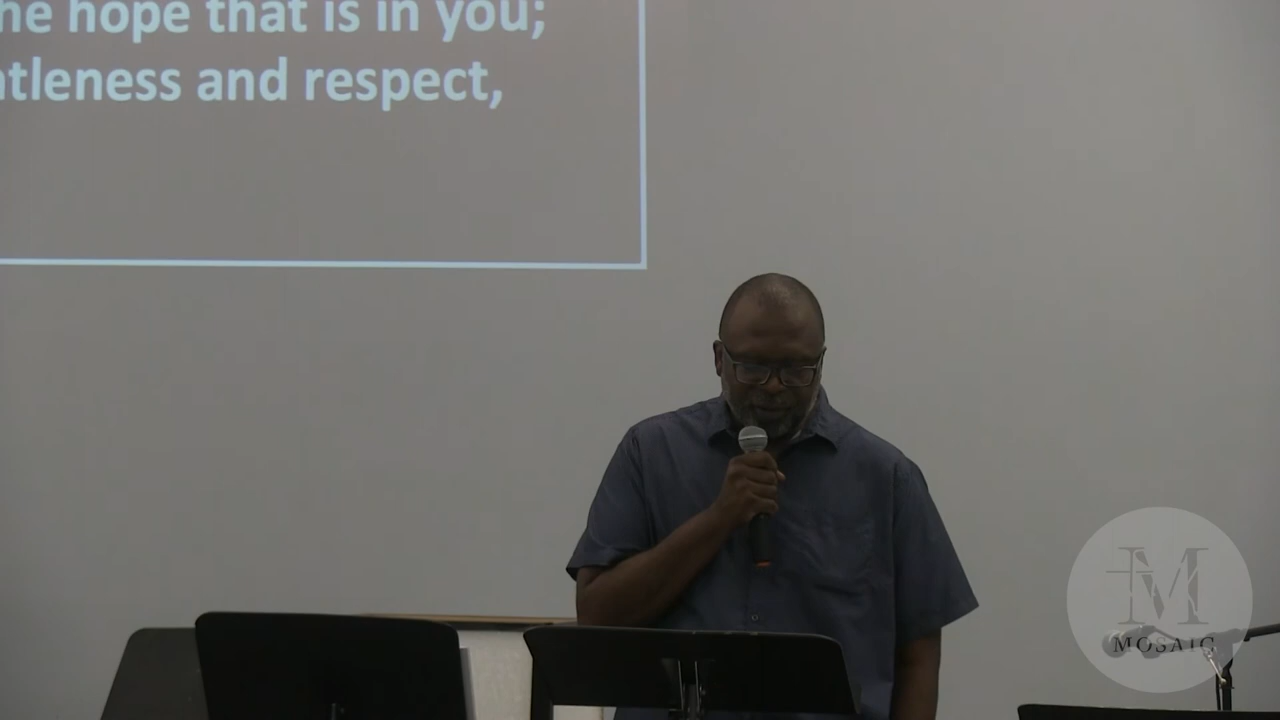 he hope that is in you;
ntleness and respect,
M
MOSAIC